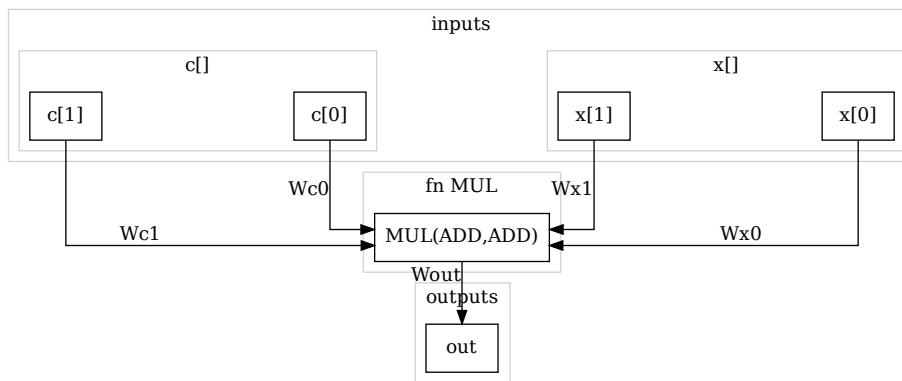 inputs
c[]
x[]
c[1]
c[0]
x[1]
x[0]
Wc0
fn MUL
Wx1
Wc1
MUL(ADD,ADD)
Wx0
Wout
outputs
out